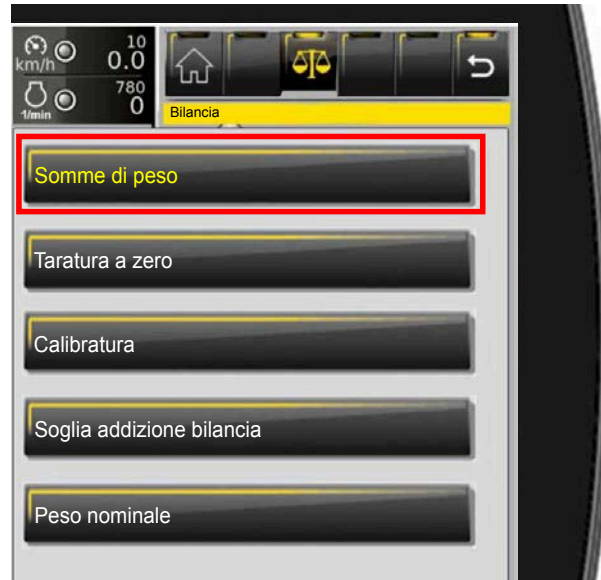 km/h
10
0.0
1/min
780
0
Bilancia
Somme di peso
Taratura a zero
Calibratura
Soglia addizione bilancia
Peso nominale